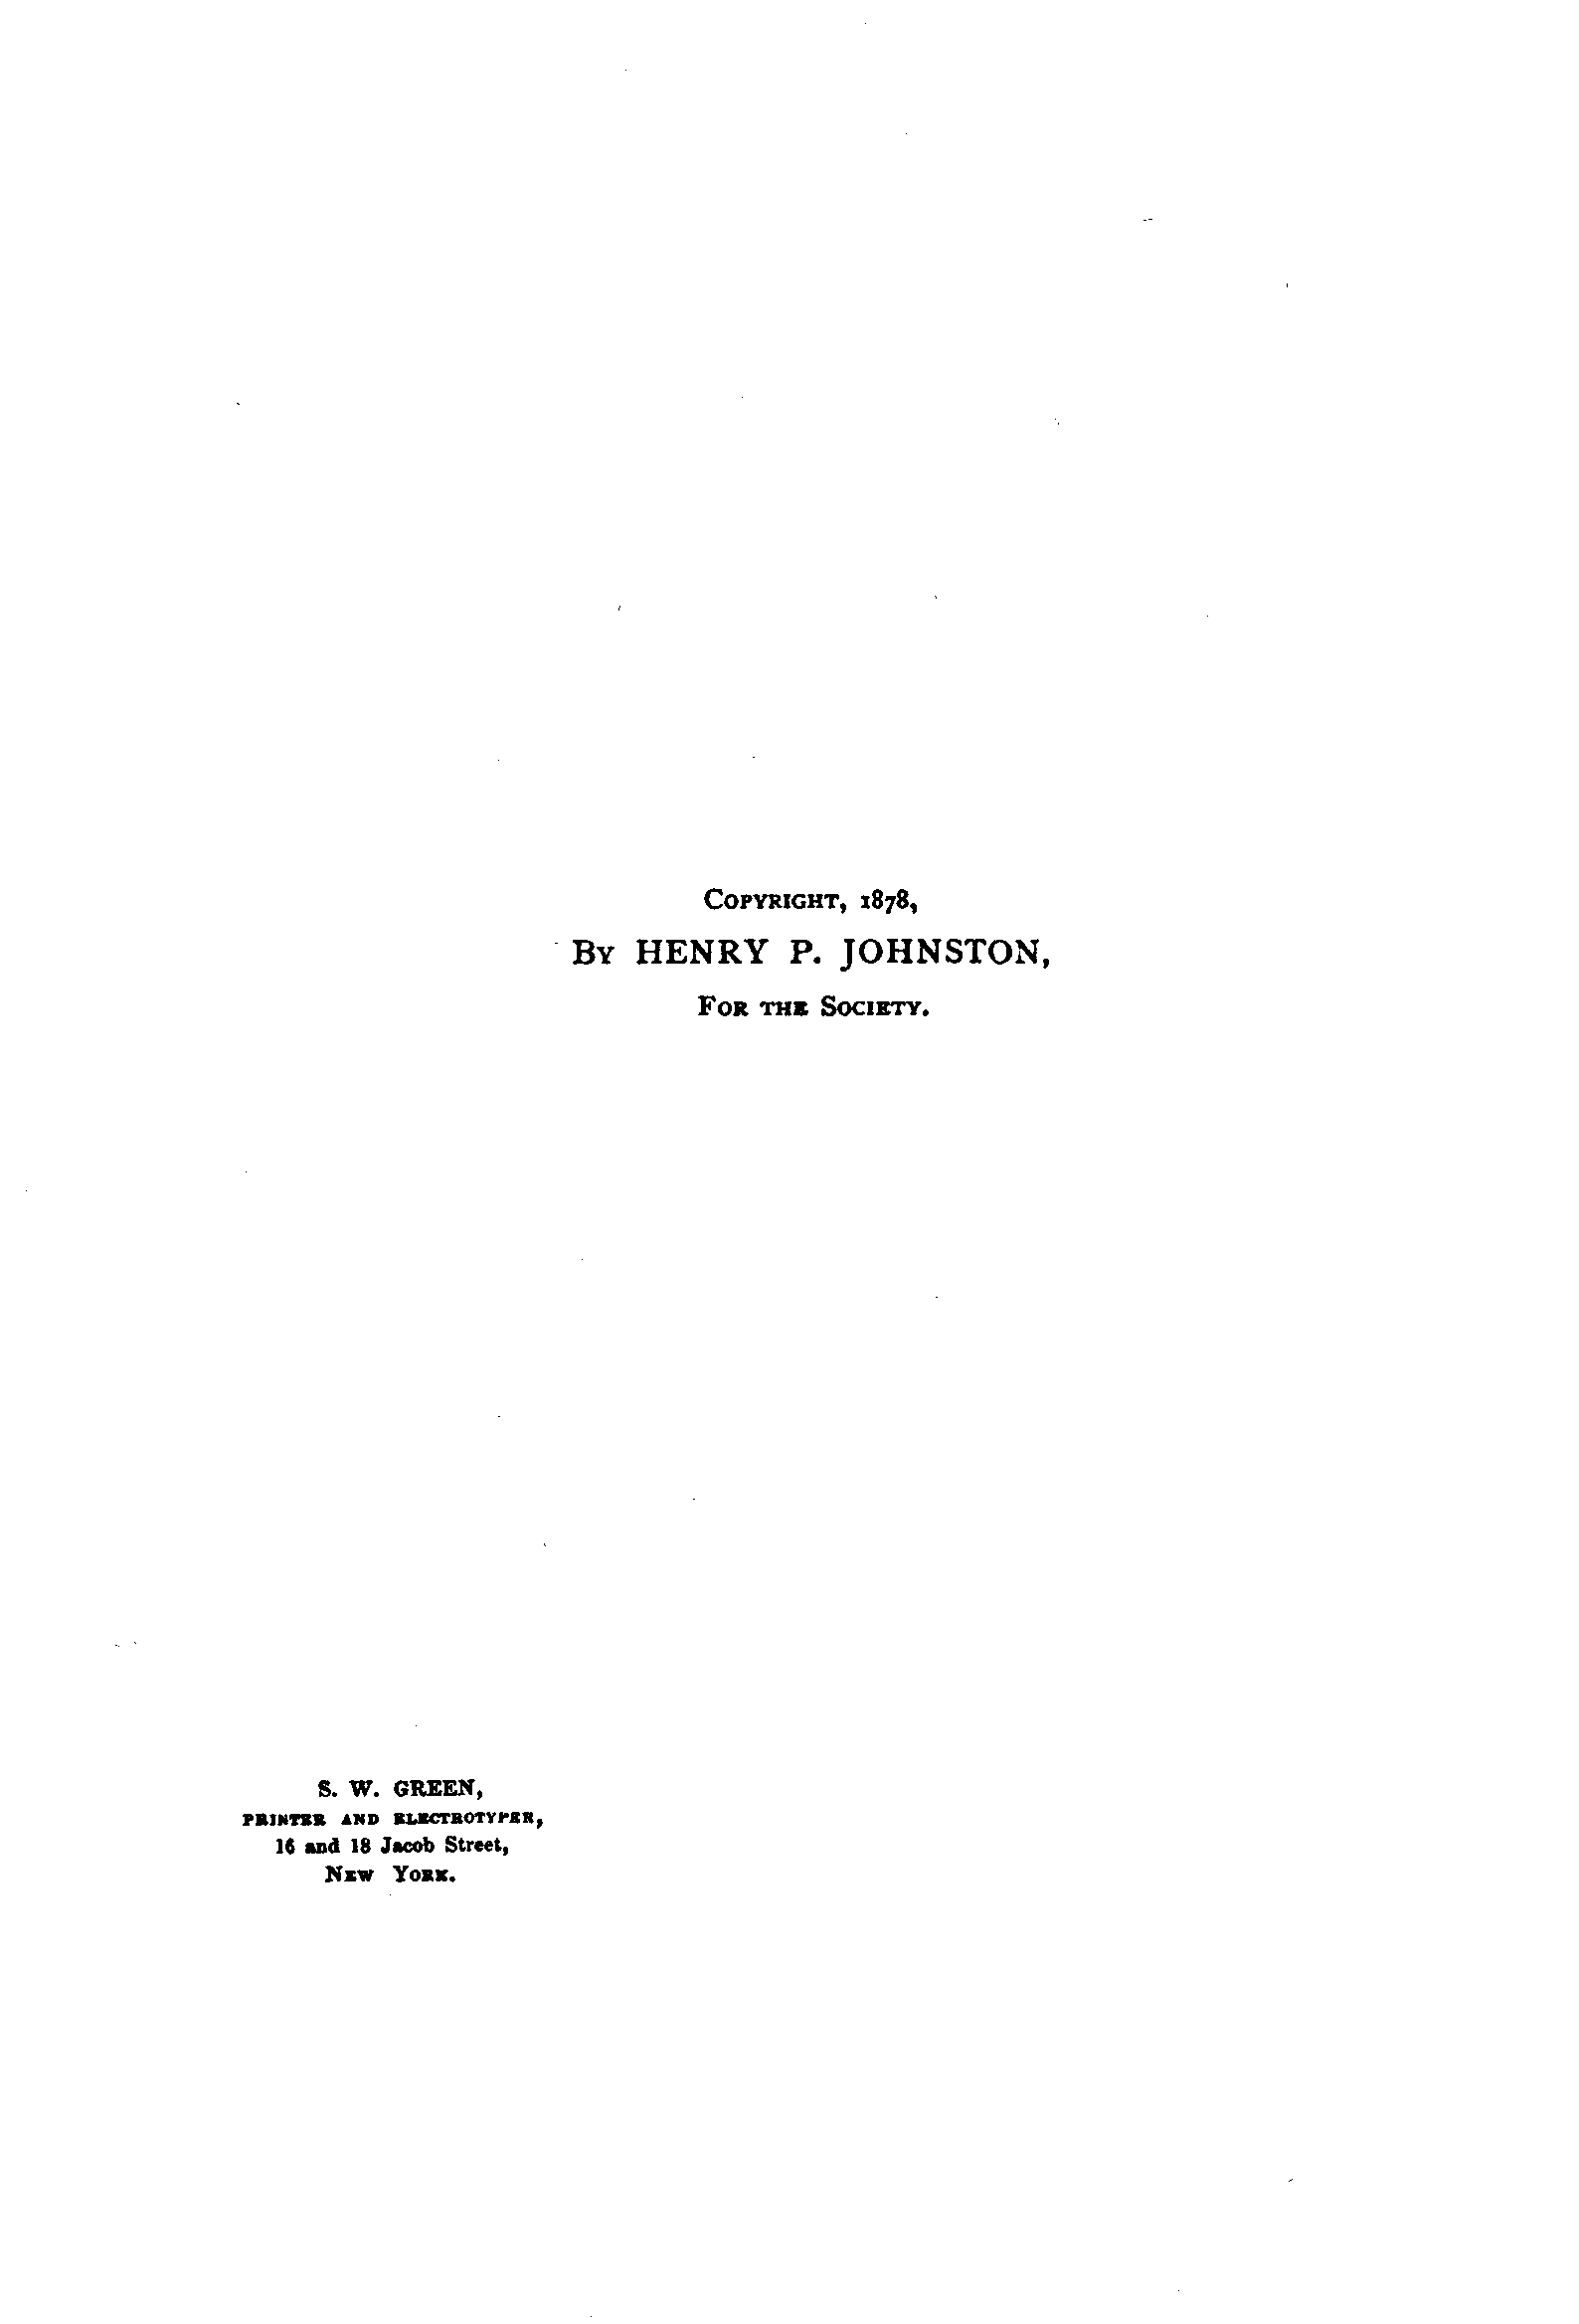 COPYRIGHT, 1878,
BY HENRY P. JOHNSTON,
FOR THE SOCIETY.
S. W. GREEN,
PRINTER AND ELECTROTYPER,
16 and 18 Jacob Street,
NEW YORK.